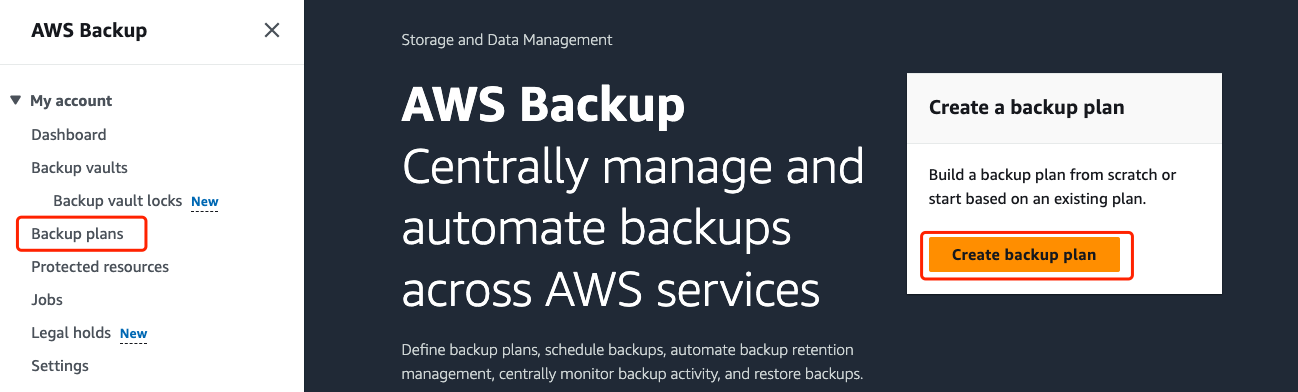 AWS Backup
My account
Dashboard
Backup vaults
Backup vault locks New
Backup plans
Protected resources
Jobs
Legal holds New
Settings
Storage and Data Management
AWS Backup
Centrally manage and
automate backups
across AWS services
Define backup plans, schedule backups, automate backup retention
management, centrally monitor backup activity, and restore backups.
Create a backup plan
Build a backup plan from scratch or
start based on an existing plan.
Create backup plan